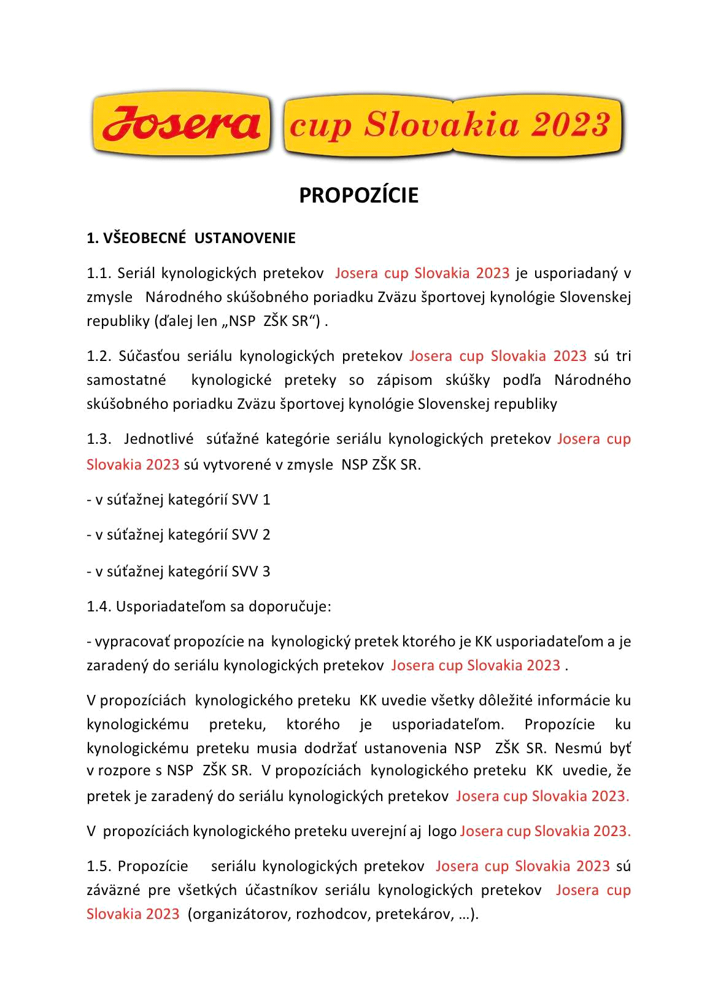 Josera cup Slovakia 2023
PROPOZÍCIE
1. VŠEOBECNÉ USTANOVENIE
1.1. Seriál kynologických pretekov Josera cup Slovakia 2023 je usporiadaný v
zmysle Národného skúšobného poriadku Zväzu športovej kynológie Slovenskej
republiky (ďalej len „NSP ZŠK SR“) .
1.2. Súčasťou seriálu kynologických pretekov Josera cup Slovakia 2023 sú tri
samostatné kynologické preteky so zápisom skúšky podľa Národného
skúšobného poriadku Zväzu športovej kynológie Slovenskej republiky
1.3. Jednotlivé súťažné kategórie seriálu kynologických pretekov Josera cup
Slovakia 2023 sú vytvorené v zmysle NSP ZŠK SR.
- v súťažnej kategórií SVV 1
- v súťažnej kategórií SVV 2
- v súťažnej kategórií SVV 3
1.4. Usporiadateľom sa doporučuje:
- vypracovať propozície na kynologický pretek ktorého je KK usporiadateľom a je
zaradený do seriálu kynologických pretekov Josera cup Slovakia 2023 .
V propozíciách kynologického preteku KK uvedie všetky dôležité informácie ku
kynologickému preteku, ktorého je usporiadateľom. Propozície ku
kynologickému preteku musia dodržať ustanovenia NSP ZŠK SR. Nesmú byť
v rozpore s NSP ZŠK SR. V propozíciách kynologického preteku KK uvedie, že
pretek je zaradený do seriálu kynologických pretekov Josera cup Slovakia 2023.
V propozíciách kynologického preteku uverejní aj logo Josera cup Slovakia 2023.
1.5. Propozície seriálu kynologických pretekov Josera cup Slovakia 2023 sú
záväzné pre všetkých účastníkov seriálu kynologických pretekov Josera cup
Slovakia 2023 (organizátorov, rozhodcov, pretekárov, …).